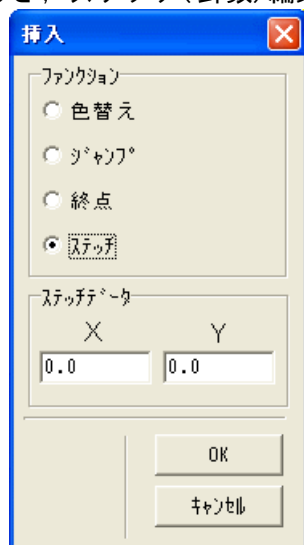 挿入
ファンクション
色替え
ジャンプ
終点
ステッチ
ステッチデータ
X Y
0.0 0.0
OK
キャンセル